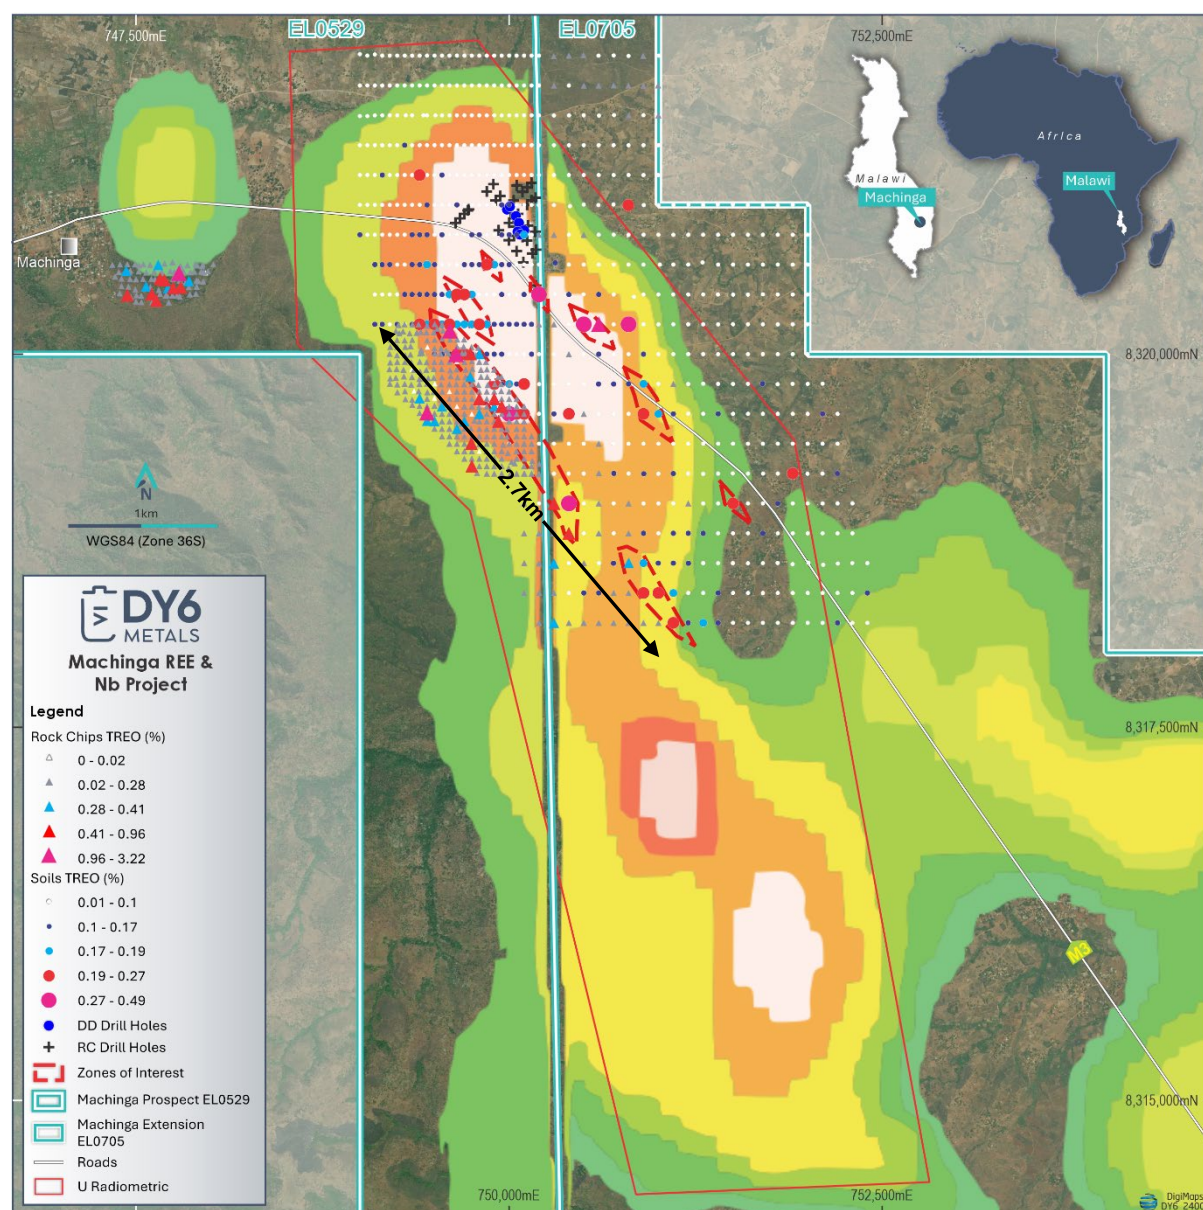 747,500mE
EL0529
EL0705
752,500mE
Africa
Malawi
Machinga
Malawi
Machinga
8,320,000mN
2.7km
N
1km
WGS84 (Zone 36S)
DY6
METALS
Machinga REE &
Nb Project
Legend
Rock Chips TREO (%)
0 - 0.02
0.02 - 0.28
0.28 - 0.41
0.41 - 0.96
0.96 - 3.22
Soils TREO (%)
0.01 - 0.1
0.1 - 0.17
0.17 - 0.19
0.19 - 0.27
0.27 - 0.49
DD Drill Holes
RC Drill Holes
Zones of Interest
Machinga Prospect EL0529
Machinga Extension
EL0705
Roads
U Radiometric
8,317,500mN
M3
8,315,000mN
750,000mE
752,500mE
DigiMaps